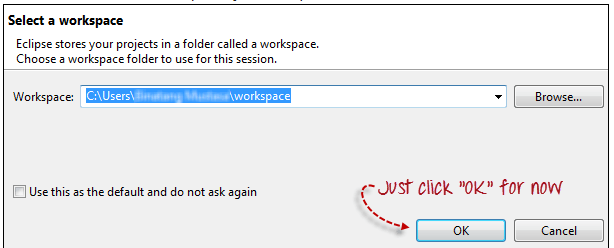 Select a workspace
Eclipse stores your projects in a folder called a workspace.
Choose a workspace folder to use for this session.
Workspace: C:\Users\ \workspace Browse...
Use this as the default and do not ask again
Just click "OK" for now
OK Cancel